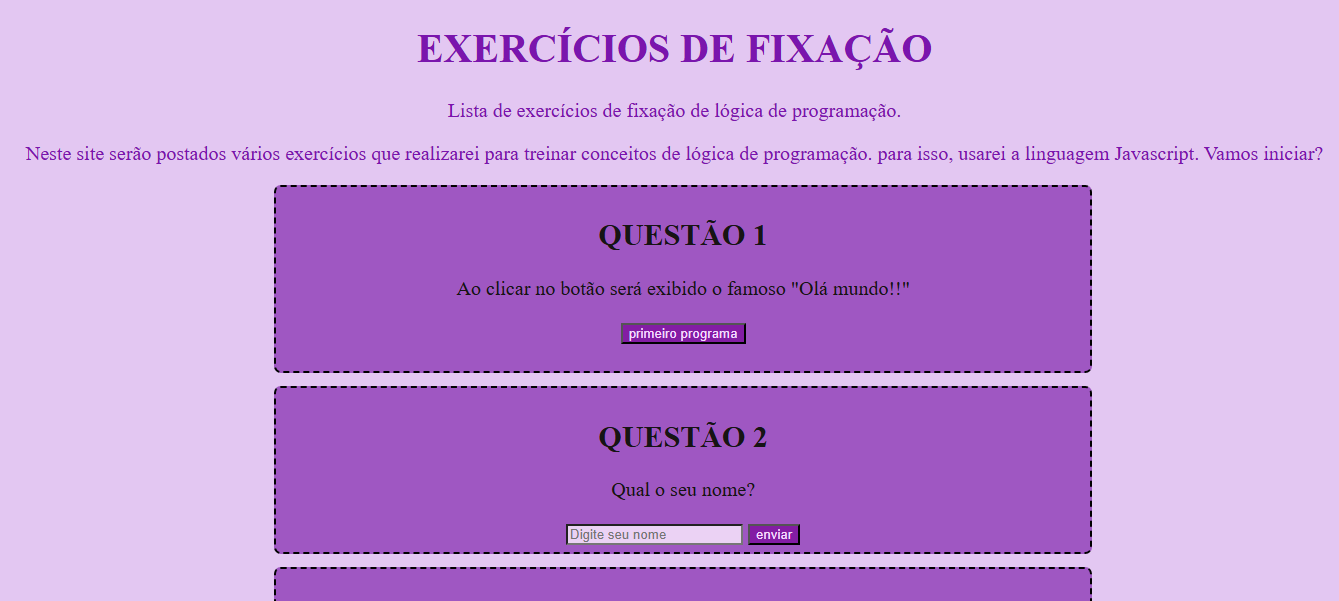 EXERCÍCIOS DE FIXAÇÃO
Lista de exercícios de fixação de lógica de programação.
Neste site serão postados vários exercícios que realizarei para treinar conceitos de lógica de programação. para isso, usarei a linguagem Javascript. Vamos iniciar?
QUESTÃO 1
Ao clicar no botão será exibido o famoso "Olá mundo!!"
primeiro programa
QUESTÃO 2
Qual o seu nome?
Digite seu nome enviar